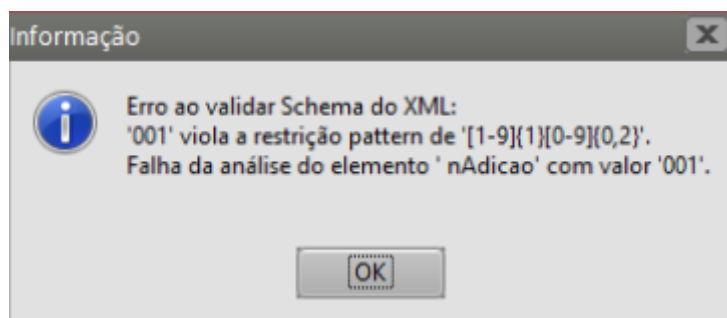 Informação
Erro ao validar Schema do XML:
'001' viola a restrição pattern de '[1-9]{1}[0-9]{0,2}'.
Falha da análise do elemento ' nAdicao' com valor '001'.
OK